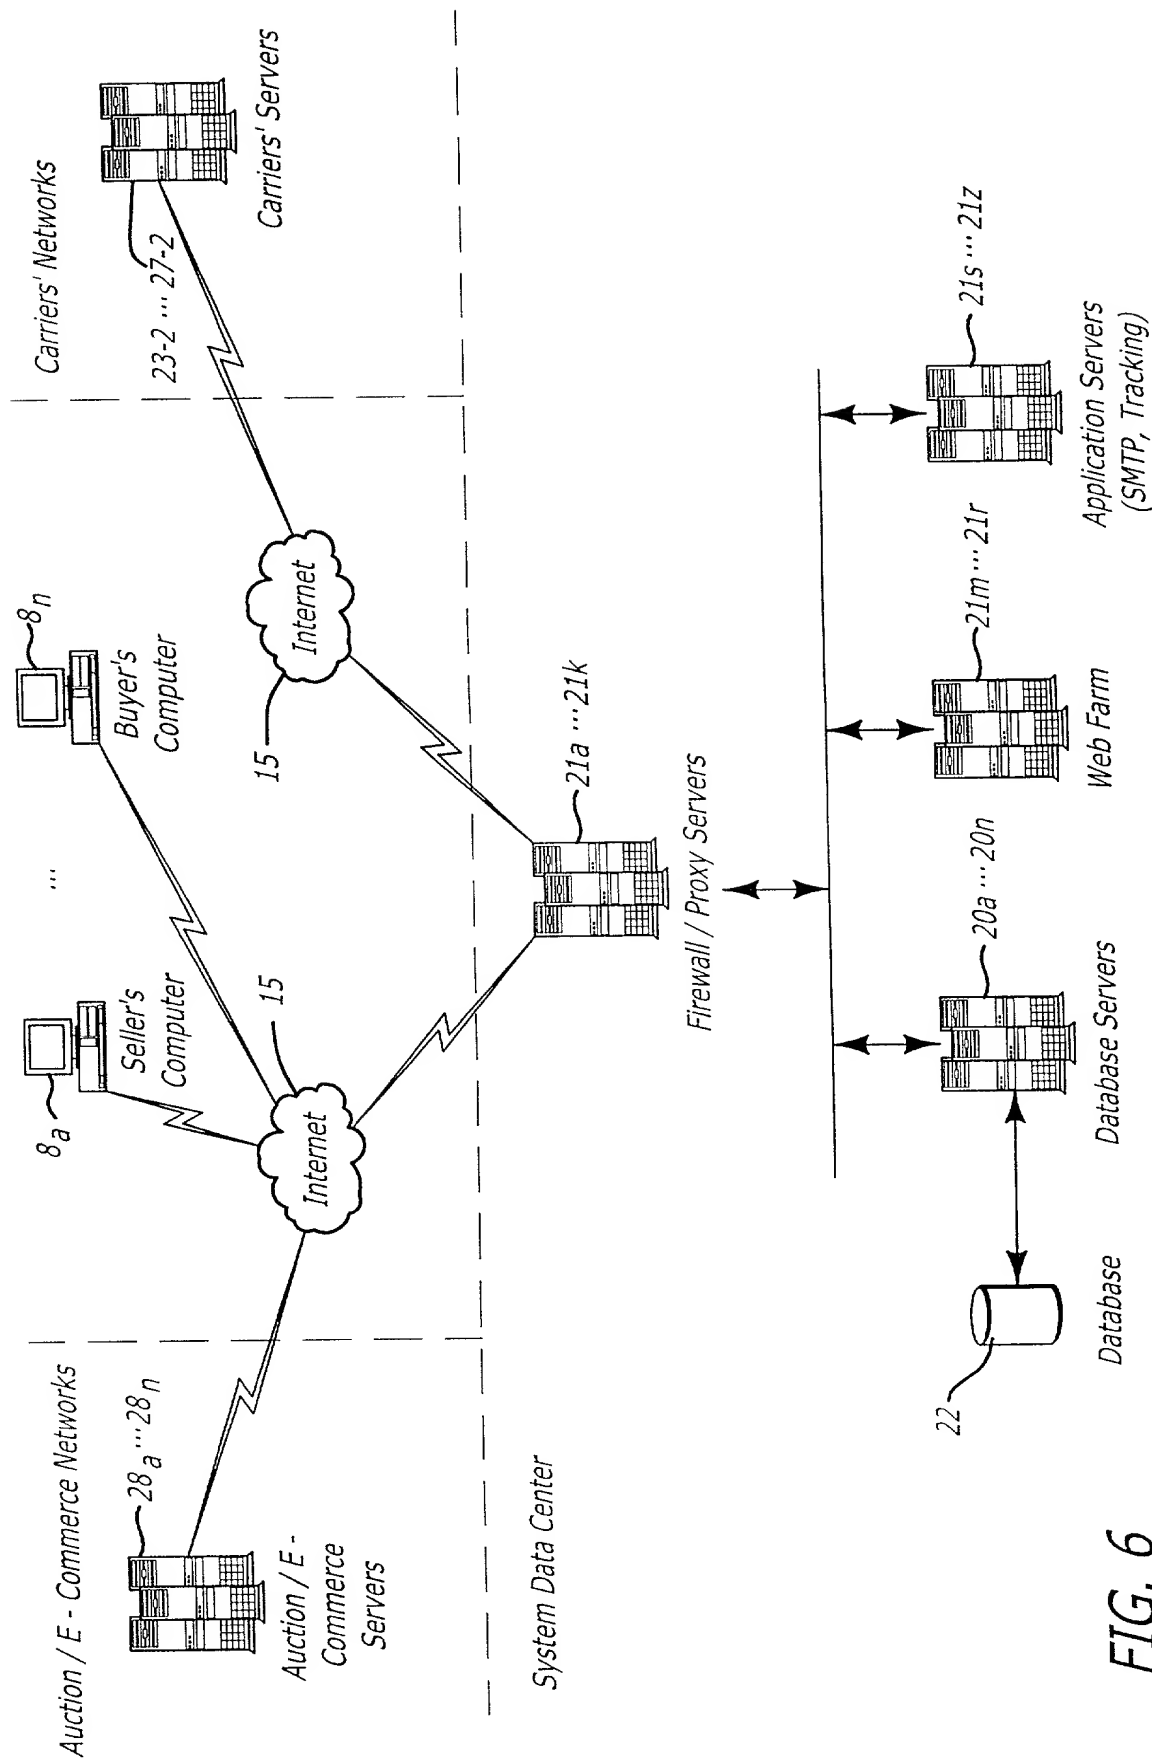 Auction / E - Commerce Networks
Carriers' Networks
8a
Seller's
Computer
...
8n
Buyer's
Computer
28a ... 28n
Auction / E -
Commerce
Servers
23-2 ... 27-2
Carriers' Servers
15
Internet
15
Internet
System Data Center
21a ... 21k
Firewall / Proxy Servers
22
Database
20a ... 20n
Database Servers
21m ... 21r
Web Farm
21s ... 21z
Application Servers
(SMTP, Tracking)
FIG. 6